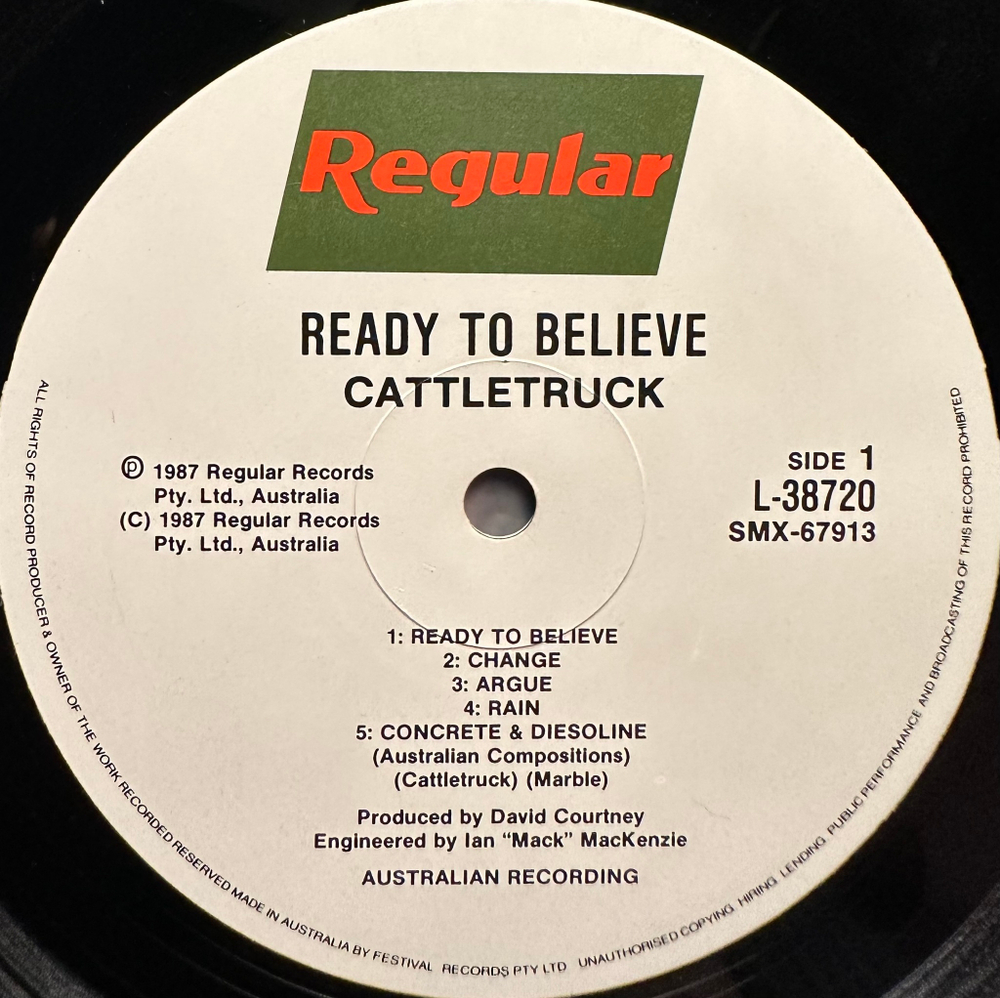 Regular
READY TO BELIEVE
CATTLETRUCK
℗ 1987 Regular Records
Pty. Ltd., Australia
(C) 1987 Regular Records
Pty. Ltd., Australia
SIDE 1
L-38720
SMX-67913
1: READY TO BELIEVE
2: CHANGE
3: ARGUE
4: RAIN
5: CONCRETE & DIESOLINE
(Australian Compositions)
(Cattletruck) (Marble)
Produced by David Courtney
Engineered by Ian “Mack” MacKenzie
AUSTRALIAN RECORDING
ALL RIGHTS OF RECORD PRODUCER & OWNER OF THE WORK RECORDED RESERVED MADE IN AUSTRALIA BY FESTIVAL RECORDS PTY LTD UNAUTHORISED COPYING HIRING LENDING PUBLIC PERFORMANCE AND BROADCASTING OF THIS RECORD PROHIBITED